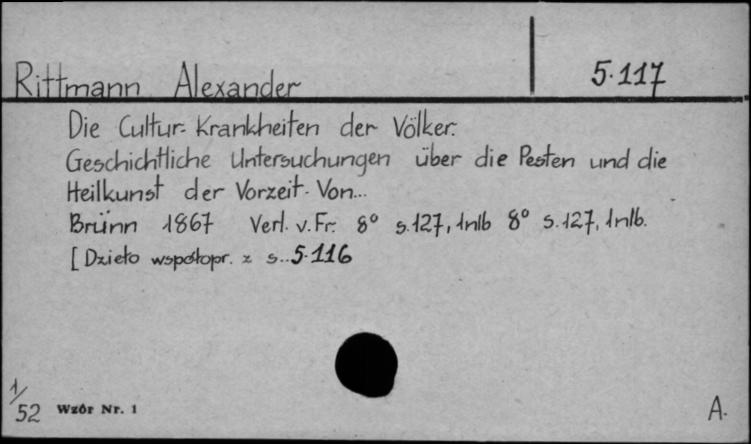 Rittmann Alexander 5.117
Die Cultur-Krankheiten der Völker.
Geschichtliche Untersuchungen über die Pesten und die
Heilkunst der Vorzeit. Von...
Brünn 1867 Verl. v. Fr. 8° s.127, 1nlb 8° s.127, 1nlb.
[Dzieło współopr. z s..5.116
1/52 Wzór Nr. 1 A.